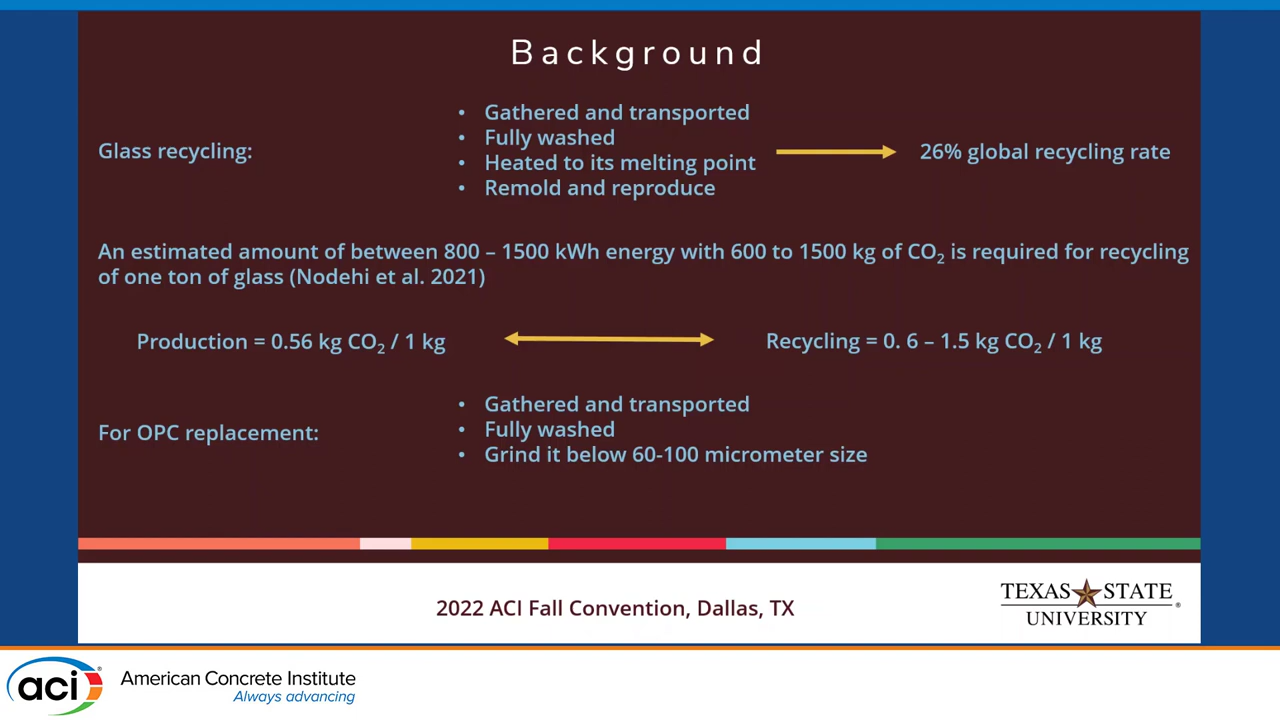 Background
Glass recycling:
• Gathered and transported
• Fully washed
• Heated to its melting point
• Remold and reproduce
26% global recycling rate
An estimated amount of between 800 – 1500 kWh energy with 600 to 1500 kg of CO₂ is required for recycling
of one ton of glass (Nodehi et al. 2021)
Production = 0.56 kg CO₂ / 1 kg
Recycling = 0. 6 – 1.5 kg CO₂ / 1 kg
For OPC replacement:
• Gathered and transported
• Fully washed
• Grind it below 60-100 micrometer size
2022 ACI Fall Convention, Dallas, TX
TEXAS STATE
UNIVERSITY®
aci®
American Concrete Institute
Always advancing